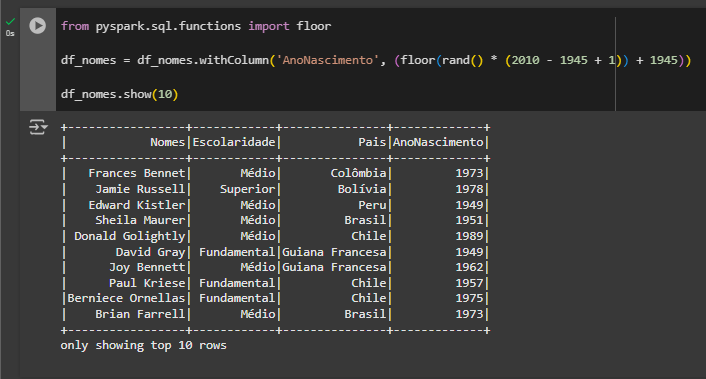 from pyspark.sql.functions import floor
df_nomes = df_nomes.withColumn('AnoNascimento', (floor(rand() * (2010 - 1945 + 1)) + 1945))
df_nomes.show(10)
0s
+-----------------+------------+--------------+-------------+
|            Nomes|Escolaridade|          Pais|AnoNascimento|
+-----------------+------------+--------------+-------------+
|   Frances Bennet|       Médio|      Colômbia|         1973|
|    Jamie Russell|    Superior|       Bolívia|         1978|
|   Edward Kistler|       Médio|          Peru|         1949|
|    Sheila Maurer|       Médio|        Brasil|         1951|
| Donald Golightly|       Médio|         Chile|         1989|
|       David Gray| Fundamental|Guiana Francesa|         1949|
|      Joy Bennett|       Médio|Guiana Francesa|         1962|
|      Paul Kriese| Fundamental|         Chile|         1957|
|Berniece Ornellas| Fundamental|         Chile|         1975|
|    Brian Farrell|       Médio|        Brasil|         1973|
+-----------------+------------+--------------+-------------+
only showing top 10 rows